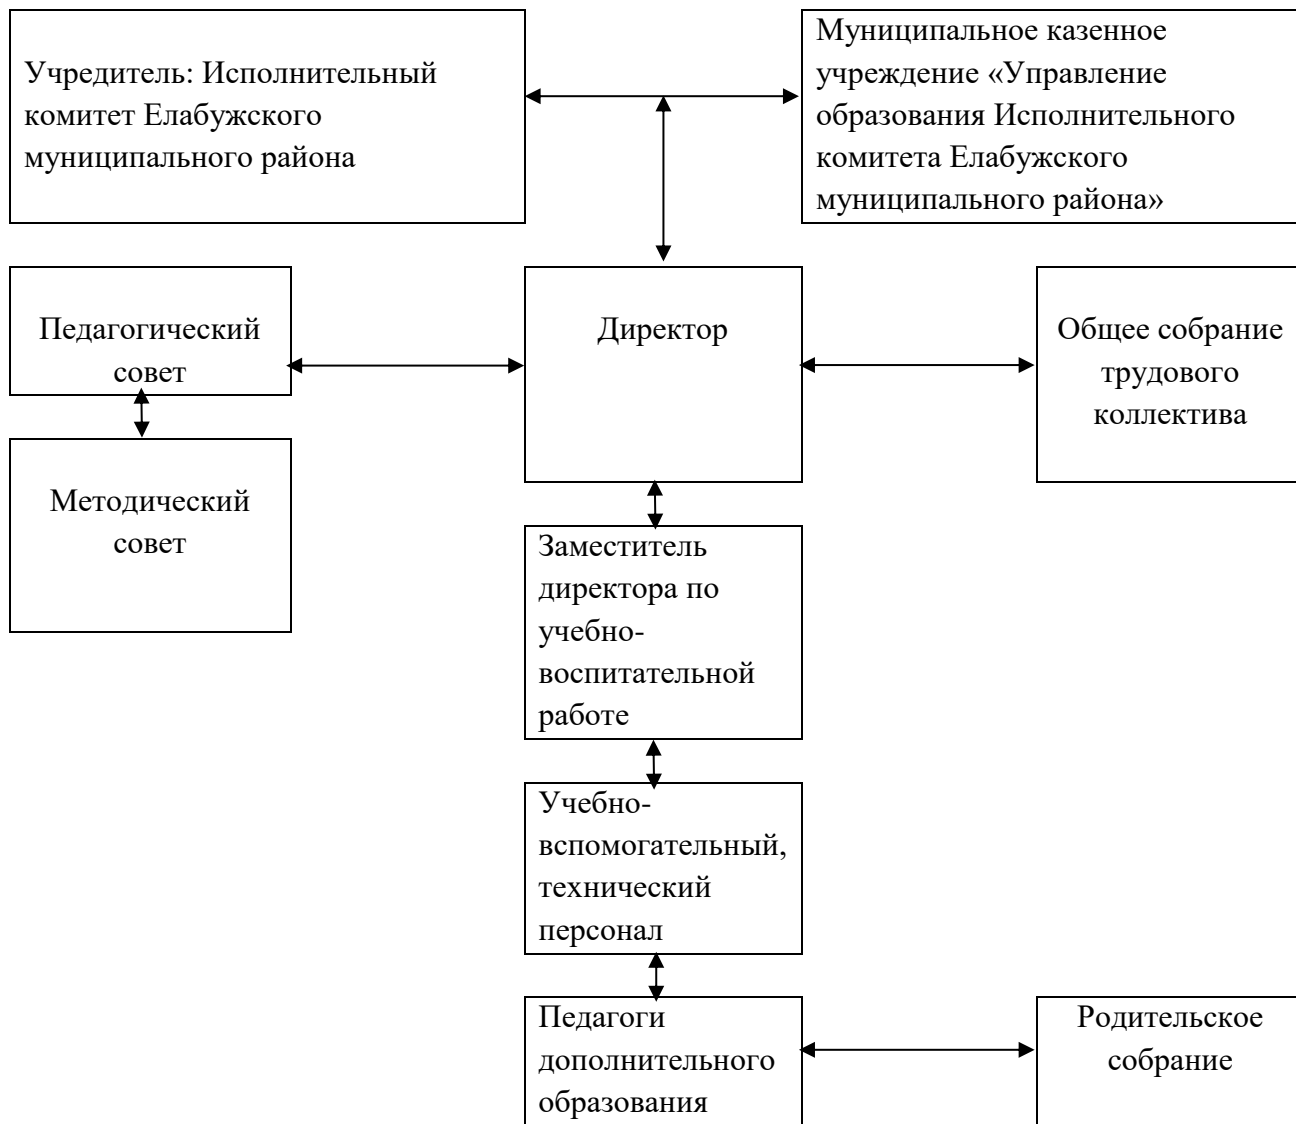 Учредитель: Исполнительный
комитет Елабужского
муниципального района
Муниципальное казенное
учреждение «Управление
образования Исполнительного
комитета Елабужского
муниципального района»
Педагогический
совет
Директор
Общее собрание
трудового
коллектива
Методический
совет
Заместитель
директора по
учебно-
воспитательной
работе
Учебно-
вспомогательный,
технический
персонал
Педагоги
дополнительного
образования
Родительское
собрание